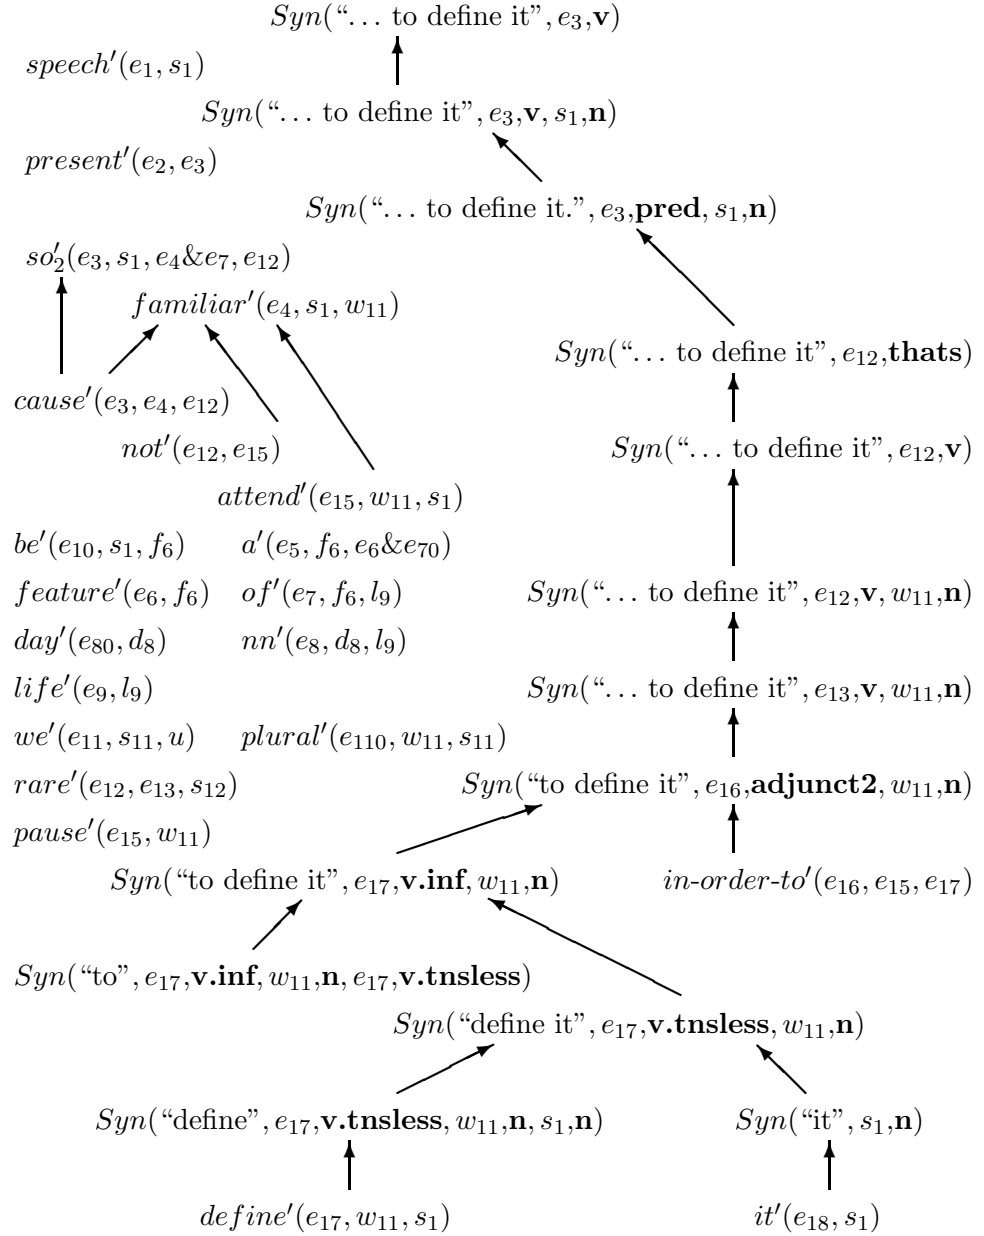 Syn(“… to define it”, e₃,v)
speech′(e₁, s₁)
Syn(“… to define it”, e₃,v, s₁,n)
present′(e₂, e₃)
Syn(“… to define it.”, e₃,pred, s₁,n)
so′₂(e₃, s₁, e₄&e₇, e₁₂)
familiar′(e₄, s₁, w₁₁)
Syn(“… to define it”, e₁₂,thats)
cause′(e₃, e₄, e₁₂)
not′(e₁₂, e₁₅) Syn(“… to define it”, e₁₂,v)
attend′(e₁₅, w₁₁, s₁)
be′(e₁₀, s₁, f₆) a′(e₅, f₆, e₆&e₇₀)
feature′(e₆, f₆) of′(e₇, f₆, l₉) Syn(“… to define it”, e₁₂,v, w₁₁,n)
day′(e₈₀, d₈) nn′(e₈, d₈, l₉)
life′(e₉, l₉) Syn(“… to define it”, e₁₃,v, w₁₁,n)
we′(e₁₁, s₁₁, u) plural′(e₁₁₀, w₁₁, s₁₁)
rare′(e₁₂, e₁₃, s₁₂) Syn(“to define it”, e₁₆,adjunct2, w₁₁,n)
pause′(e₁₅, w₁₁)
Syn(“to define it”, e₁₇,v.inf, w₁₁,n) in-order-to′(e₁₆, e₁₅, e₁₇)
Syn(“to”, e₁₇,v.inf, w₁₁,n, e₁₇,v.tnsless)
Syn(“define it”, e₁₇,v.tnsless, w₁₁,n)
Syn(“define”, e₁₇,v.tnsless, w₁₁,n, s₁,n) Syn(“it”, s₁,n)
define′(e₁₇, w₁₁, s₁) it′(e₁₈, s₁)